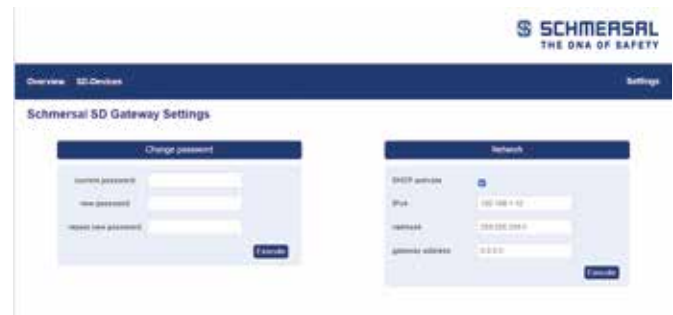 SCHMERSAL
THE DNA OF SAFETY
Overview SD-Devices Settings
Schmersal SD Gateway Settings
Change password
current password
new password
repeat new password
Execute
Network
DHCP activate
IPv4
netmask
gateway address
Execute